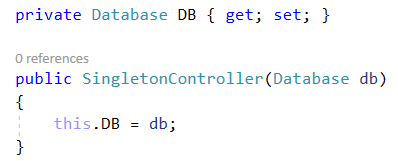 private Database DB { get; set; }
0 references
public SingletonController(Database db)
{
this.DB = db;
}